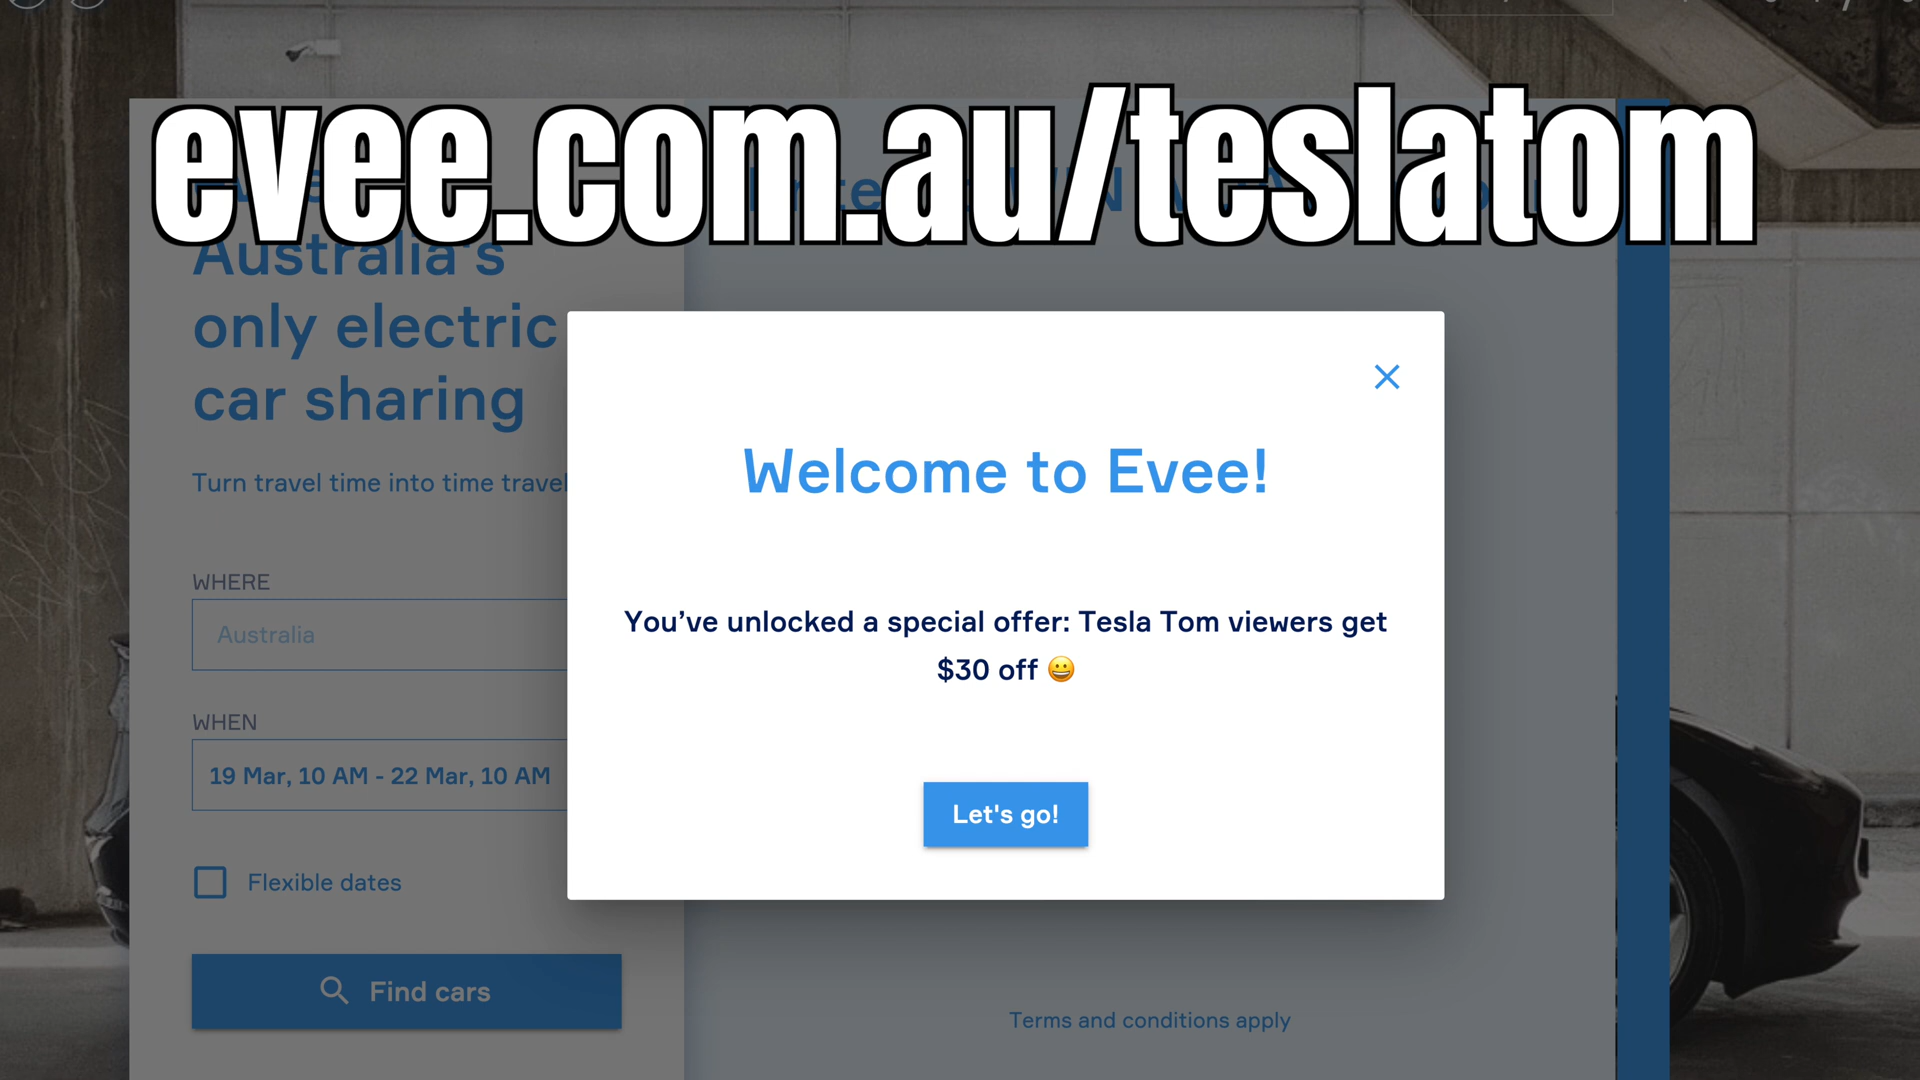 evee.com.au/teslatom
Australia's
only electric
car sharing
Turn travel time into time travel
WHERE
Australia
WHEN
19 Mar, 10 AM - 22 Mar, 10 AM
Flexible dates
Find cars
Welcome to Evee!
You’ve unlocked a special offer: Tesla Tom viewers get
$30 off 😀
Let's go!
Terms and conditions apply